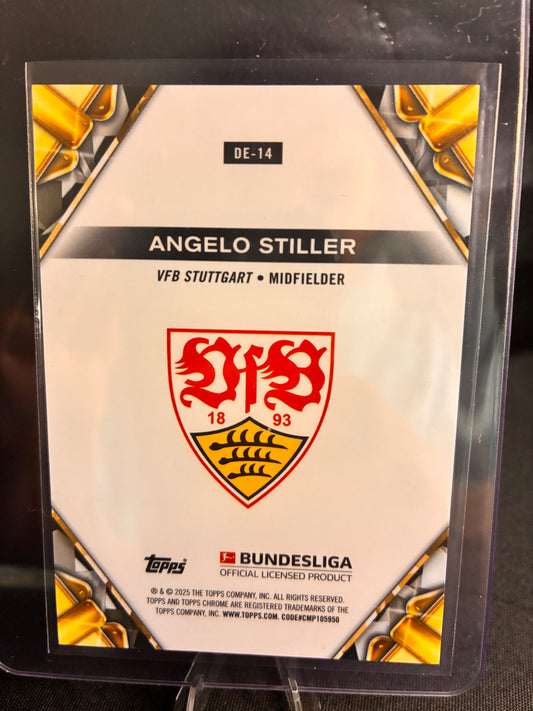 DE-14
ANGELO STILLER
VFB STUTTGART • MIDFIELDER
VfB
18 93
topps®
BUNDESLIGA
OFFICIAL LICENSED PRODUCT
® & © 2025 THE TOPPS COMPANY, INC. ALL RIGHTS RESERVED.
TOPPS AND TOPPS CHROME ARE REGISTERED TRADEMARKS OF THE
TOPPS COMPANY, INC. WWW.TOPPS.COM. CODE#CMP105950